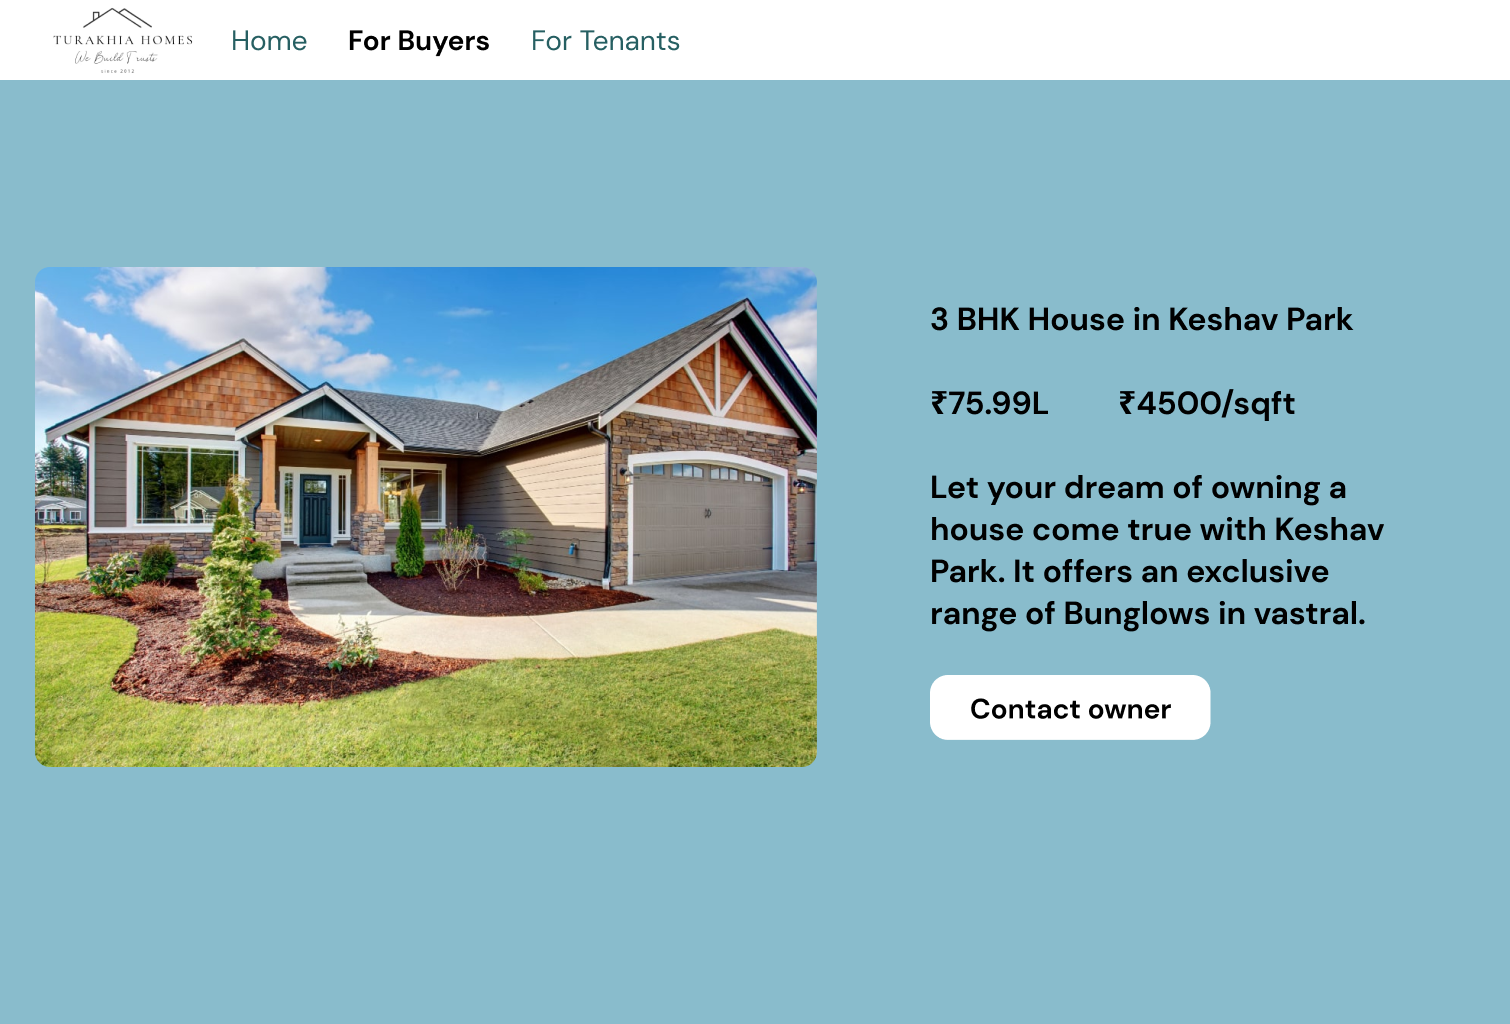 TURAKHIA HOMES
We Build Trusts
since 2012
Home For Buyers For Tenants
3 BHK House in Keshav Park
₹75.99L ₹4500/sqft
Let your dream of owning a
house come true with Keshav
Park. It offers an exclusive
range of Bunglows in vastral.
Contact owner